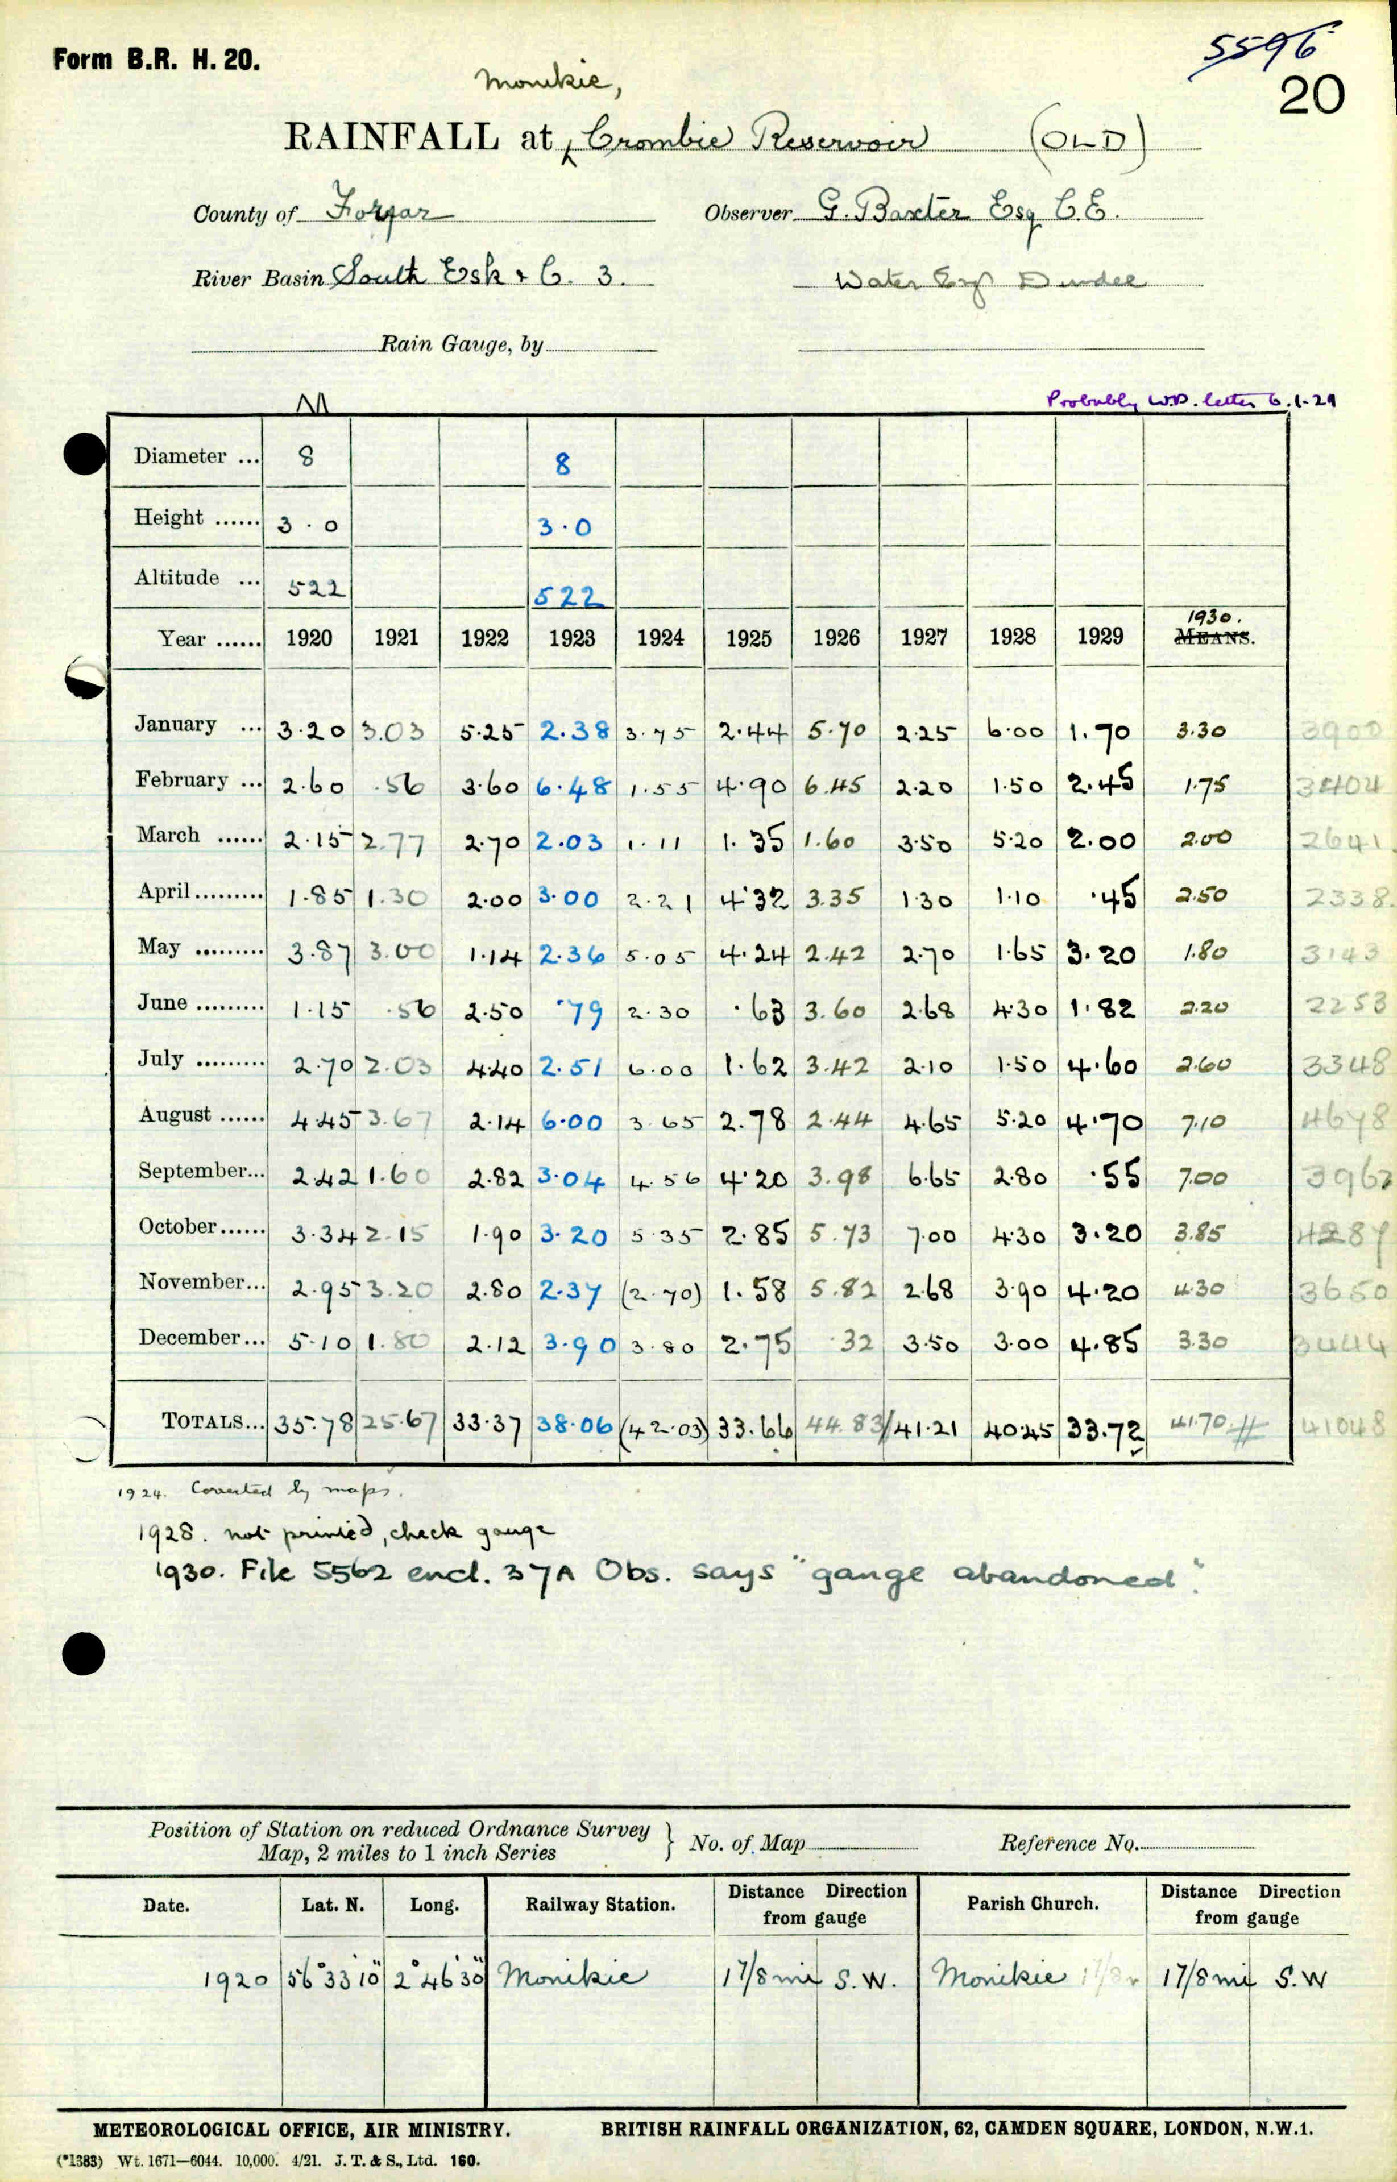 Form B.R. H. 20.
5596
20
Monikie,
RAINFALL at Crombie Reservoir (OLD)
County of Forfar Observer G. Baxter Esq C.E.
River Basin South Esk & C. 3. Water Engr Dundee
Rain Gauge, by
M Probably W.D. letter 6.1.29
Diameter ... 8 8
Height ...... 3.0 3.0
Altitude ... 522 522
1930.
Year ...... 1920 1921 1922 1923 1924 1925 1926 1927 1928 1929 MEANS.
January ... 3.20 3.03 5.25 2.38 3.75 2.44 5.70 2.25 6.00 1.70 3.30 3900
February ... 2.60 .56 3.60 6.48 1.55 4.90 6.45 2.20 1.50 2.45 1.75 3404
March ...... 2.15 2.77 2.70 2.03 1.11 1.35 1.60 3.50 5.20 2.00 2.00 2641
April......... 1.85 1.30 2.00 3.00 2.21 4.32 3.35 1.30 1.10 .45 2.50 2338
May ......... 3.87 3.00 1.14 2.36 5.05 4.24 2.42 2.70 1.65 3.20 1.80 3143
June ......... 1.15 .56 2.50 .79 2.30 .63 3.60 2.68 4.30 1.82 2.20 2253
July ......... 2.70 2.03 4.40 2.51 6.00 1.62 3.42 2.10 1.50 4.60 2.60 3348
August ...... 4.45 3.67 2.14 6.00 3.65 2.78 2.44 4.65 5.20 4.70 7.10 4678
September... 2.42 1.60 2.82 3.04 4.56 4.20 3.98 6.65 2.80 .55 7.00 3962
October...... 3.34 2.15 1.90 3.20 5.35 2.85 5.73 7.00 4.30 3.20 3.85 4287
November... 2.95 3.20 2.80 2.37 (2.70) 1.58 5.82 2.68 3.90 4.20 4.30 3650
December... 5.10 1.80 2.12 3.90 3.80 2.75 .32 3.50 3.00 4.85 3.30 3444
TOTALS... 35.78 25.67 33.37 38.06 (42.03) 33.66 44.83 41.21 40.45 33.72 41.70 41048
1924. Coverted by maps.
1928. not printed, check gauge
1930. File 5562 encl. 37A Obs. says "gauge abandoned".
Position of Station on reduced Ordnance Survey
Map, 2 miles to 1 inch Series } No. of Map Reference No.
Date. Lat. N. Long. Railway Station. Distance Direction from gauge Parish Church. Distance Direction from gauge
1920 56°33'10" 2°46'30" Monikie 1 7/8 mi S.W. Monikie 1 7/8 mi S.W
METEOROLOGICAL OFFICE, AIR MINISTRY. BRITISH RAINFALL ORGANIZATION, 62, CAMDEN SQUARE, LONDON, N.W.1.
(*1383) Wt. 1671—6044. 10,000. 4/21. J. T. & S., Ltd. 160.